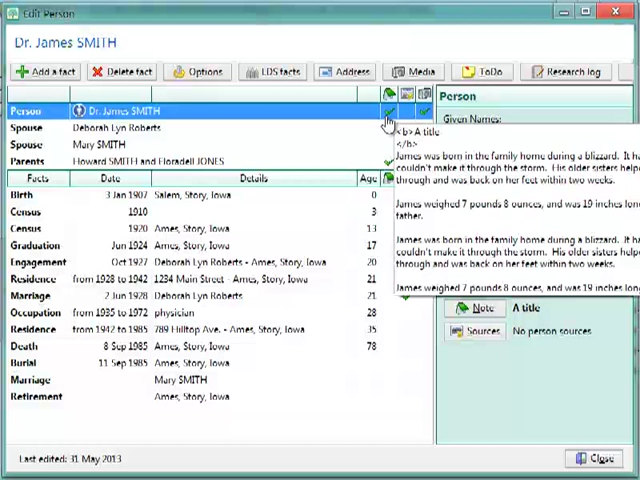 Edit Person
Dr. James SMITH
Add a fact Delete fact Options LDS facts Address Media ToDo Research log
Person Dr. James SMITH
Spouse Deborah Lyn Roberts
Spouse Mary SMITH
Parents Howard SMITH and Floradell JONES
Facts Date Details Age
Birth 3 Jan 1907 Salem, Story, Iowa 0
Census 1910 3
Census 1920 Ames, Story, Iowa 13
Graduation Jun 1924 Ames, Story, Iowa 17
Engagement Oct 1927 Deborah Lyn Roberts - Ames, Story, Iowa 20
Residence from 1928 to 1942 1234 Main Street - Ames, Story, Iowa 21
Marriage 2 Jun 1928 Deborah Lyn Roberts 21
Occupation from 1935 to 1972 physician 28
Residence from 1942 to 1985 789 Hilltop Ave. - Ames, Story, Iowa 35
Death 8 Sep 1985 Ames, Story, Iowa 78
Burial 11 Sep 1985 Ames, Story, Iowa
Marriage Mary SMITH
Retirement Ames, Story, Iowa
Person
Given Names:
<b>A title
</b>
James was born in the family home during a blizzard. It ha
couldn't make it through the storm. His older sisters helpe
through and was back on her feet within two weeks.
James weighed 7 pounds 8 ounces, and was 19 inches long
father.
James was born in the family home during a blizzard. It ha
couldn't make it through the storm. His older sisters helpe
through and was back on her feet within two weeks.
James weighed 7 pounds 8 ounces, and was 19 inches long
Note A title
Sources No person sources
Last edited: 31 May 2013
Close